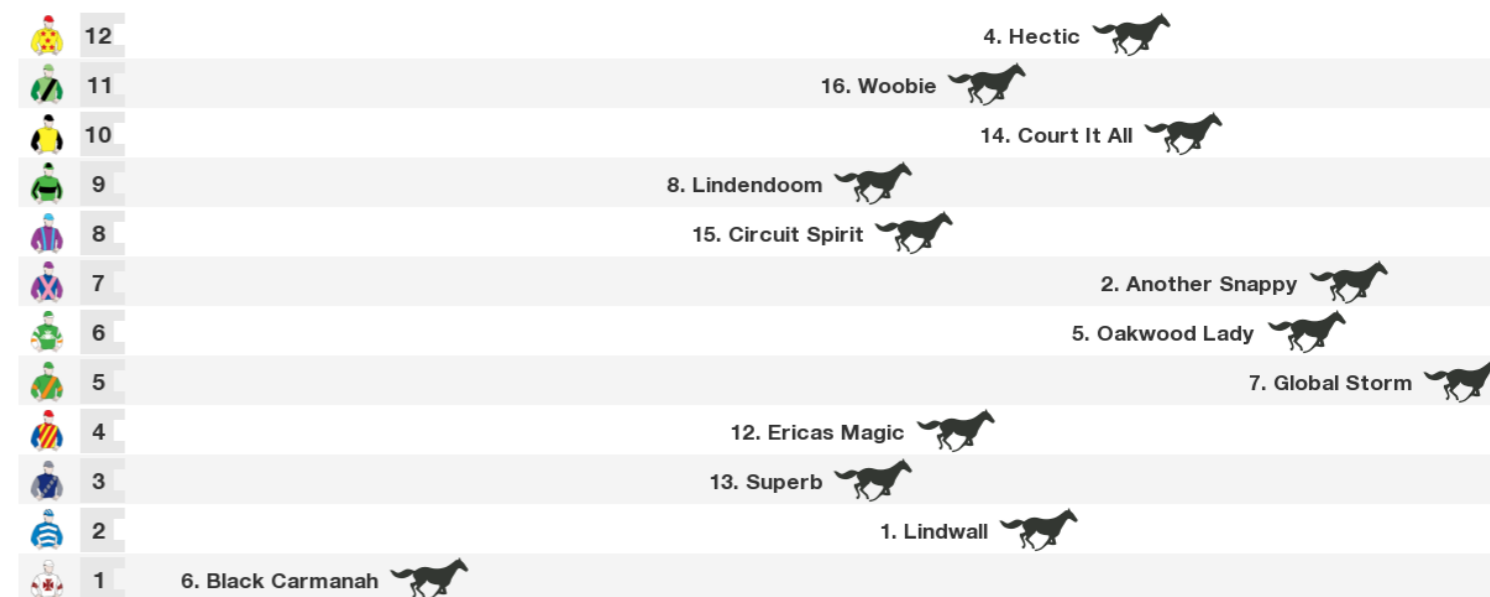 12 4. Hectic
11 16. Woobie
10 14. Court It All
9 8. Lindendoom
8 15. Circuit Spirit
7 2. Another Snappy
6 5. Oakwood Lady
5 7. Global Storm
4 12. Ericas Magic
3 13. Superb
2 1. Lindwall
1 6. Black Carmanah